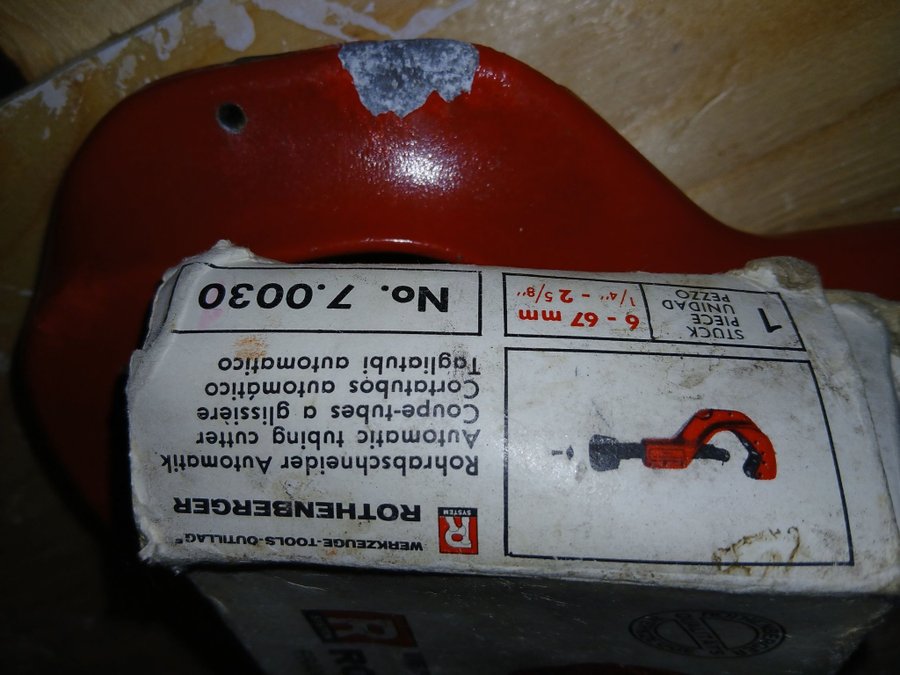 WERKZEUGE-TOOLS-OUTILLAGE
ROTHENBERGER
R
SYSTEM
Rohrabschneider Automatik
Automatic tubing cutter
Coupe-tubes a glissière
Cortatubos automático
Tagliatubi automatico
No. 7.0030
1
STUCK
PIECE
UNIDAD
PEZZO
6 - 67 mm
1/4" - 2 5/8"
R